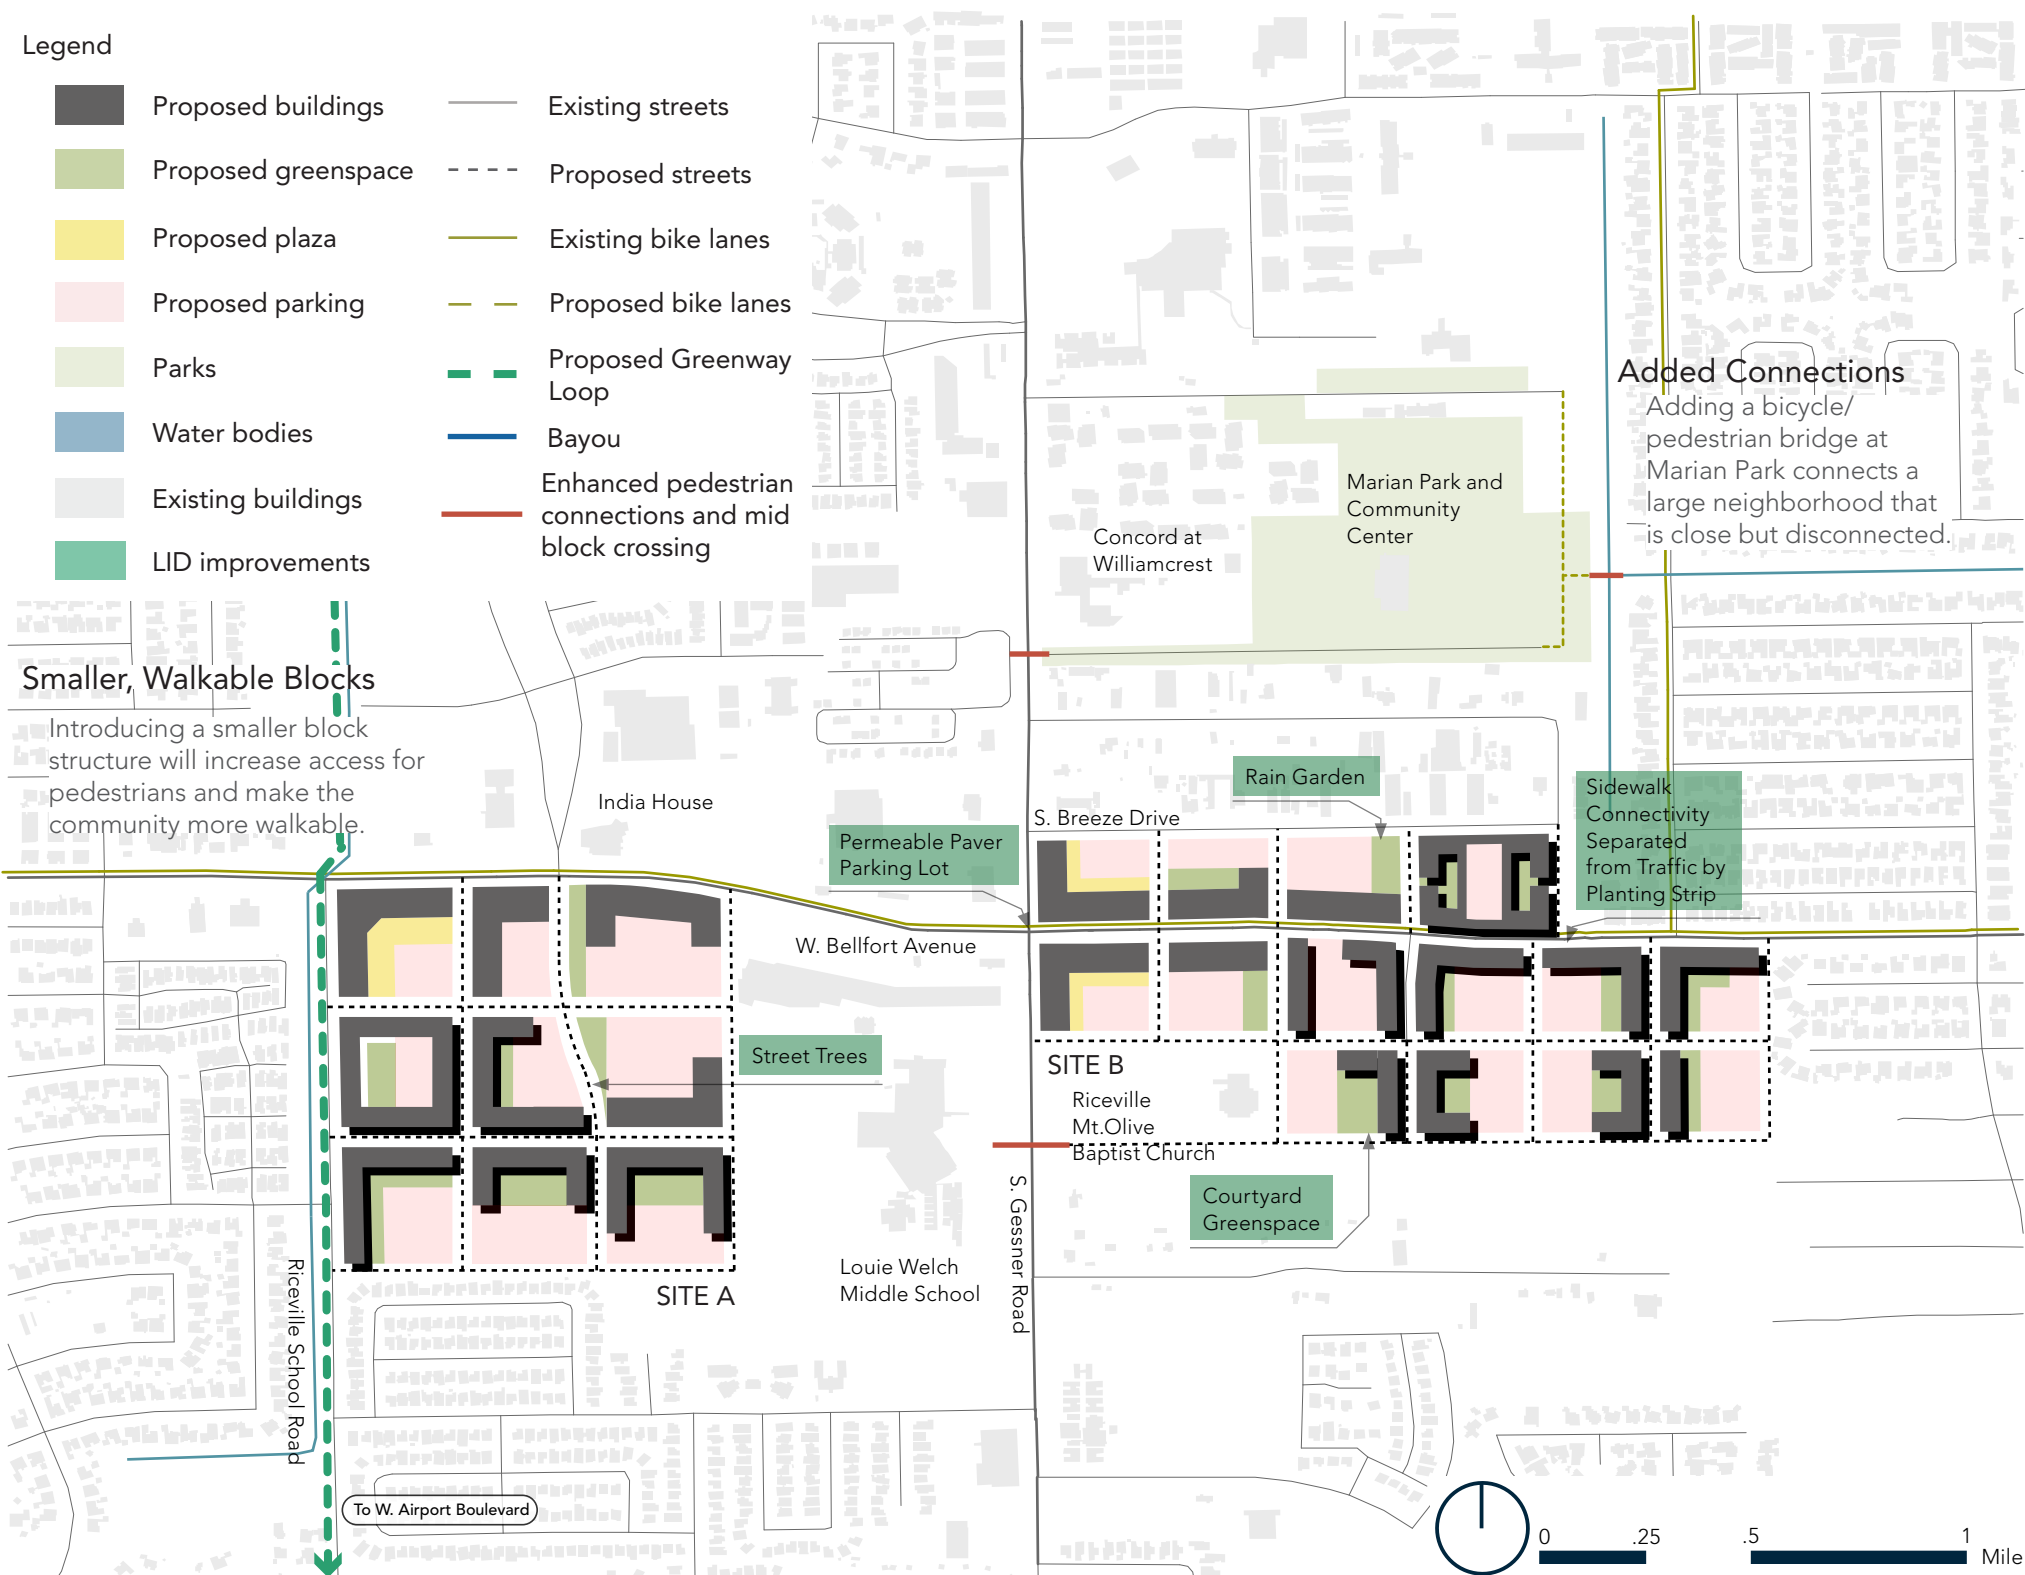 Legend
Proposed buildings
Proposed greenspace
Proposed plaza
Proposed parking
Parks
Water bodies
Existing buildings
LID improvements
Existing streets
Proposed streets
Existing bike lanes
Proposed bike lanes
Proposed Greenway
Loop
Bayou
Enhanced pedestrian
connections and mid
block crossing
Added Connections
Adding a bicycle/
pedestrian bridge at
Marian Park connects a
large neighborhood that
is close but disconnected.
Marian Park and
Community
Center
Concord at
Williamcrest
Smaller, Walkable Blocks
Introducing a smaller block
structure will increase access for
pedestrians and make the
community more walkable.
India House
Rain Garden
S. Breeze Drive
Permeable Paver
Parking Lot
Sidewalk
Connectivity
Separated
from Traffic by
Planting Strip
W. Bellfort Avenue
Street Trees
SITE B
Riceville
Mt.Olive
Baptist Church
Courtyard
Greenspace
S. Gessner Road
Louie Welch
Middle School
SITE A
Riceville School Road
To W. Airport Boulevard
0 .25 .5 1
Mile